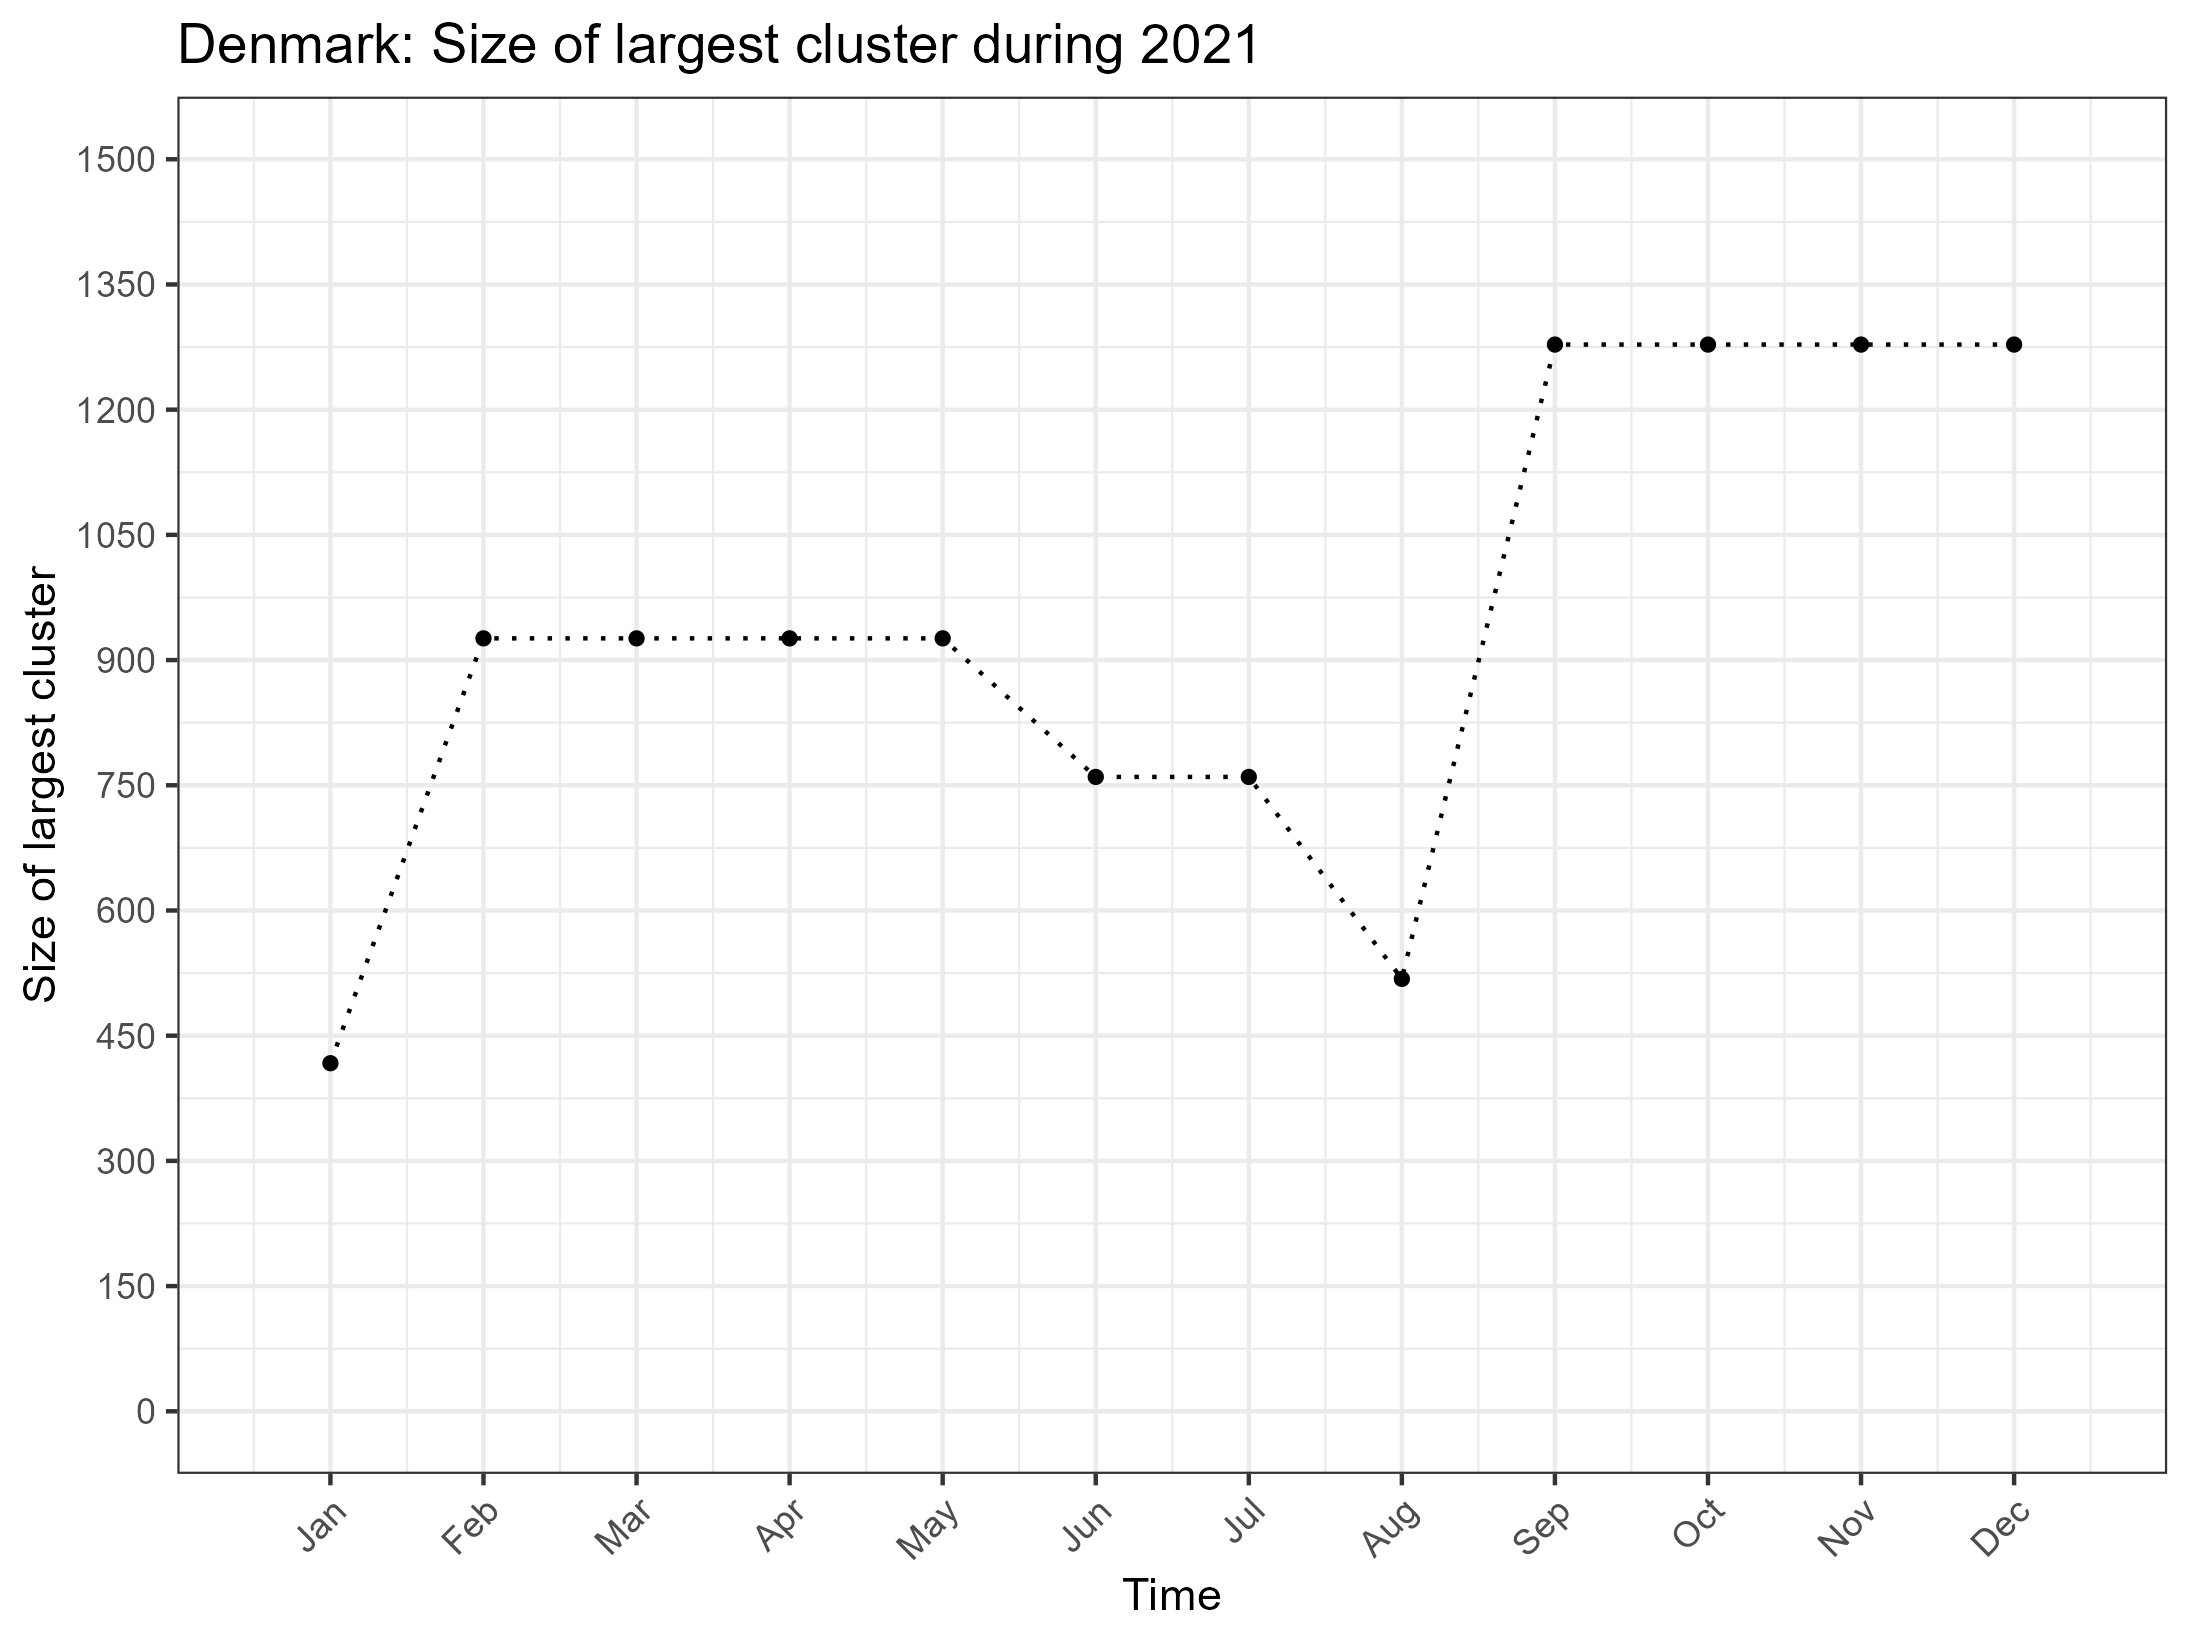 Denmark: Size of largest cluster during 2021
Size of largest cluster
1500
1350
1200
1050
900
750
600
450
300
150
0
Jan Feb Mar Apr May Jun Jul Aug Sep Oct Nov Dec
Time